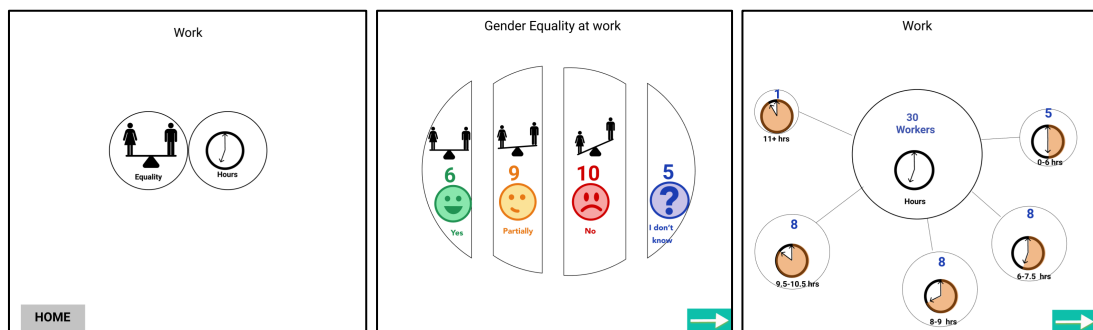 Work
Equality
Hours
HOME
Gender Equality at work
6
9
10
5
?
Yes
Partially
No
I don't
know
Work
1
11+ hrs
30
Workers
Hours
5
0-6 hrs
8
9.5-10.5 hrs
8
8-9 hrs
8
6-7.5 hrs